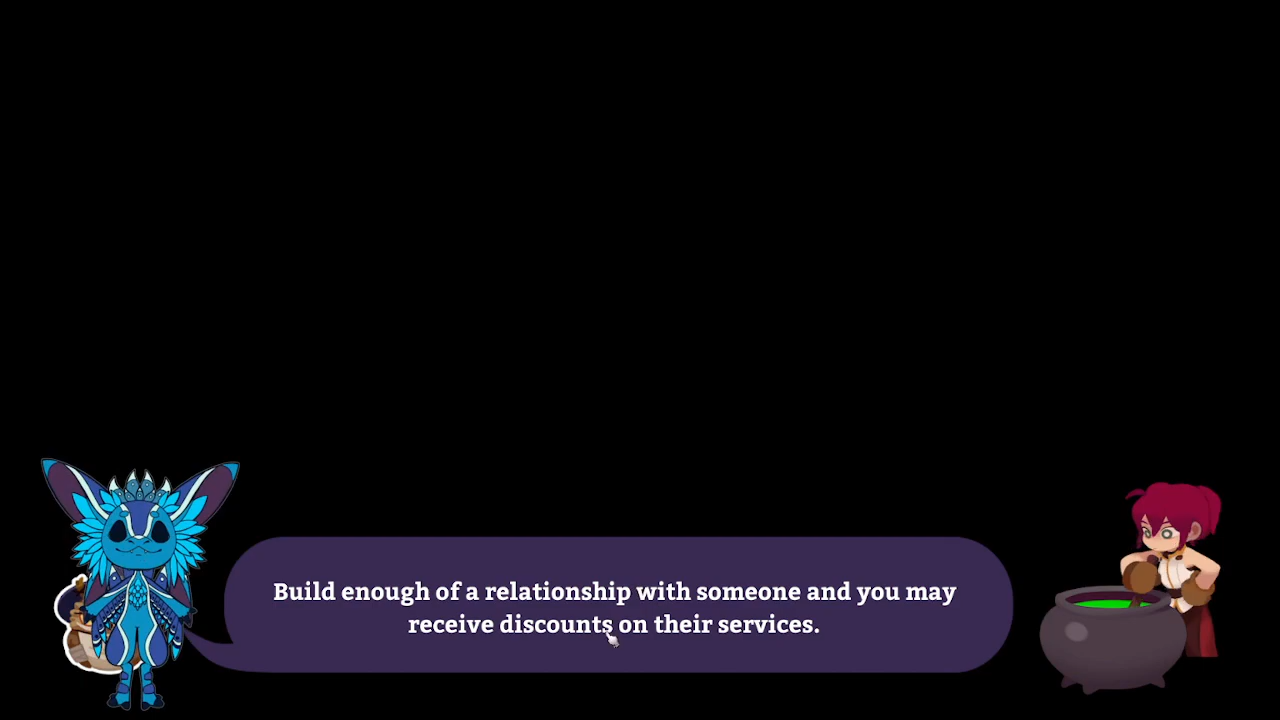 Build enough of a relationship with someone and you may
receive discounts on their services.